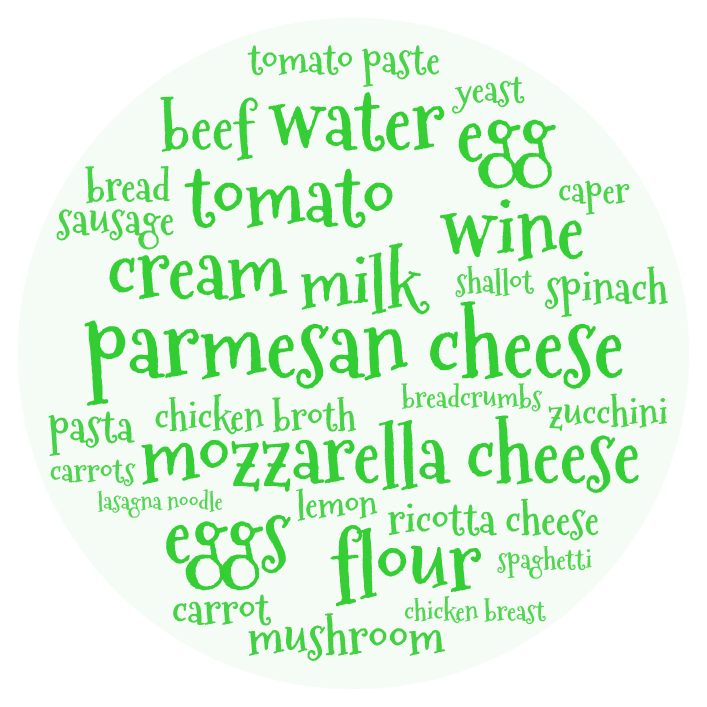 tomato paste
yeast
beef water egg
bread tomato caper
sausage wine
cream milk shallot spinach
parmesan cheese
pasta chicken broth breadcrumbs zucchini
carrots mozzarella cheese
lasagna noodle lemon
eggs flour ricotta cheese
spaghetti
carrot chicken breast
mushroom